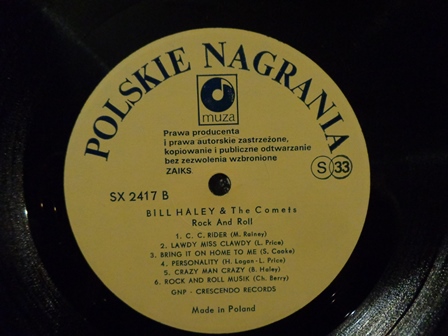 POLSKIE NAGRANIA
muza
Prawa producenta
i prawa autorskie zastrzeżone,
kopiowanie i publiczne odtwarzanie
bez zezwolenia wzbronione
ZAIKS
S 33
SX 2417 B
BILL HALEY & The Comets
Rock And Roll
1. C. C. RIDER (M. Rainey)
2. LAWDY MISS CLAWDY (L. Price)
3. BRING IT ON HOME TO ME (S. Cooke)
4. PERSONALITY (H. Logan - L. Price)
5. CRAZY MAN CRAZY (B. Haley)
6. ROCK AND ROLL MUSIK (Ch. Berry)
GNP - CRESCENDO RECORDS
Made in Poland